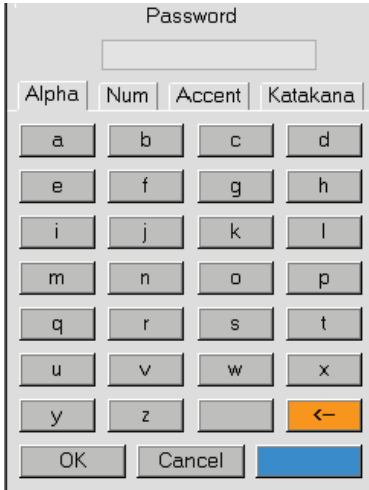 Password
Alpha Num Accent Katakana
a b c d
e f g h
i j k l
m n o p
q r s t
u v w x
y z <-
OK Cancel